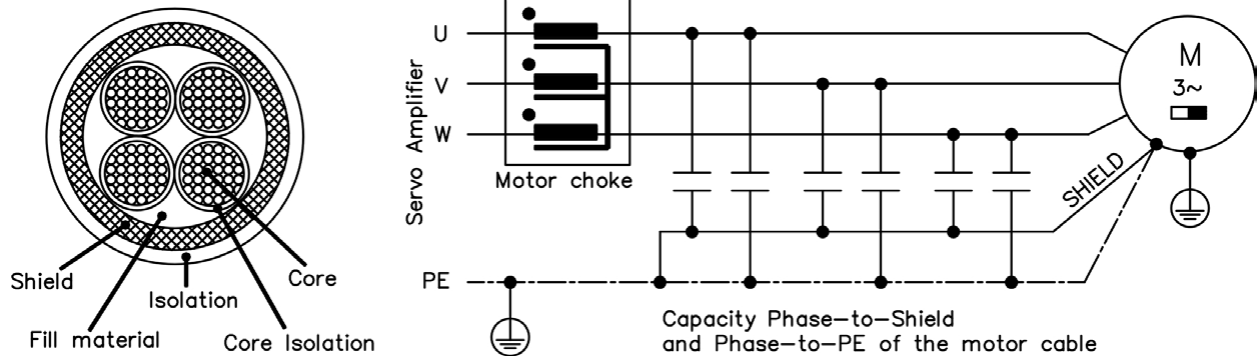 Shield
Fill material
Isolation
Core Isolation
Core
Servo Amplifier
U
V
W
PE
Motor choke
SHIELD
M
3~
Capacity Phase-to-Shield
and Phase-to-PE of the motor cable